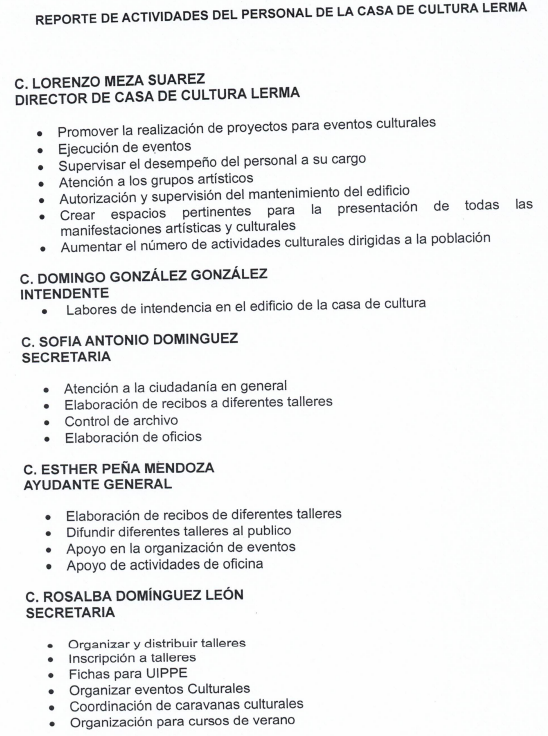 REPORTE DE ACTIVIDADES DEL PERSONAL DE LA CASA DE CULTURA LERMA
C. LORENZO MEZA SUAREZ
DIRECTOR DE CASA DE CULTURA LERMA
• Promover la realización de proyectos para eventos culturales
• Ejecución de eventos
• Supervisar el desempeño del personal a su cargo
• Atención a los grupos artísticos
• Autorización y supervisión del mantenimiento del edificio
• Crear espacios pertinentes para la presentación de todas las
manifestaciones artísticas y culturales
• Aumentar el número de actividades culturales dirigidas a la población
C. DOMINGO GONZÁLEZ GONZÁLEZ
INTENDENTE
• Labores de intendencia en el edificio de la casa de cultura
C. SOFIA ANTONIO DOMINGUEZ
SECRETARIA
• Atención a la ciudadanía en general
• Elaboración de recibos a diferentes talleres
• Control de archivo
• Elaboración de oficios
C. ESTHER PEÑA MENDOZA
AYUDANTE GENERAL
• Elaboración de recibos de diferentes talleres
• Difundir diferentes talleres al publico
• Apoyo en la organización de eventos
• Apoyo de actividades de oficina
C. ROSALBA DOMÍNGUEZ LEÓN
SECRETARIA
• Organizar y distribuir talleres
• Inscripción a talleres
• Fichas para UIPPE
• Organizar eventos Culturales
• Coordinación de caravanas culturales
• Organización para cursos de verano